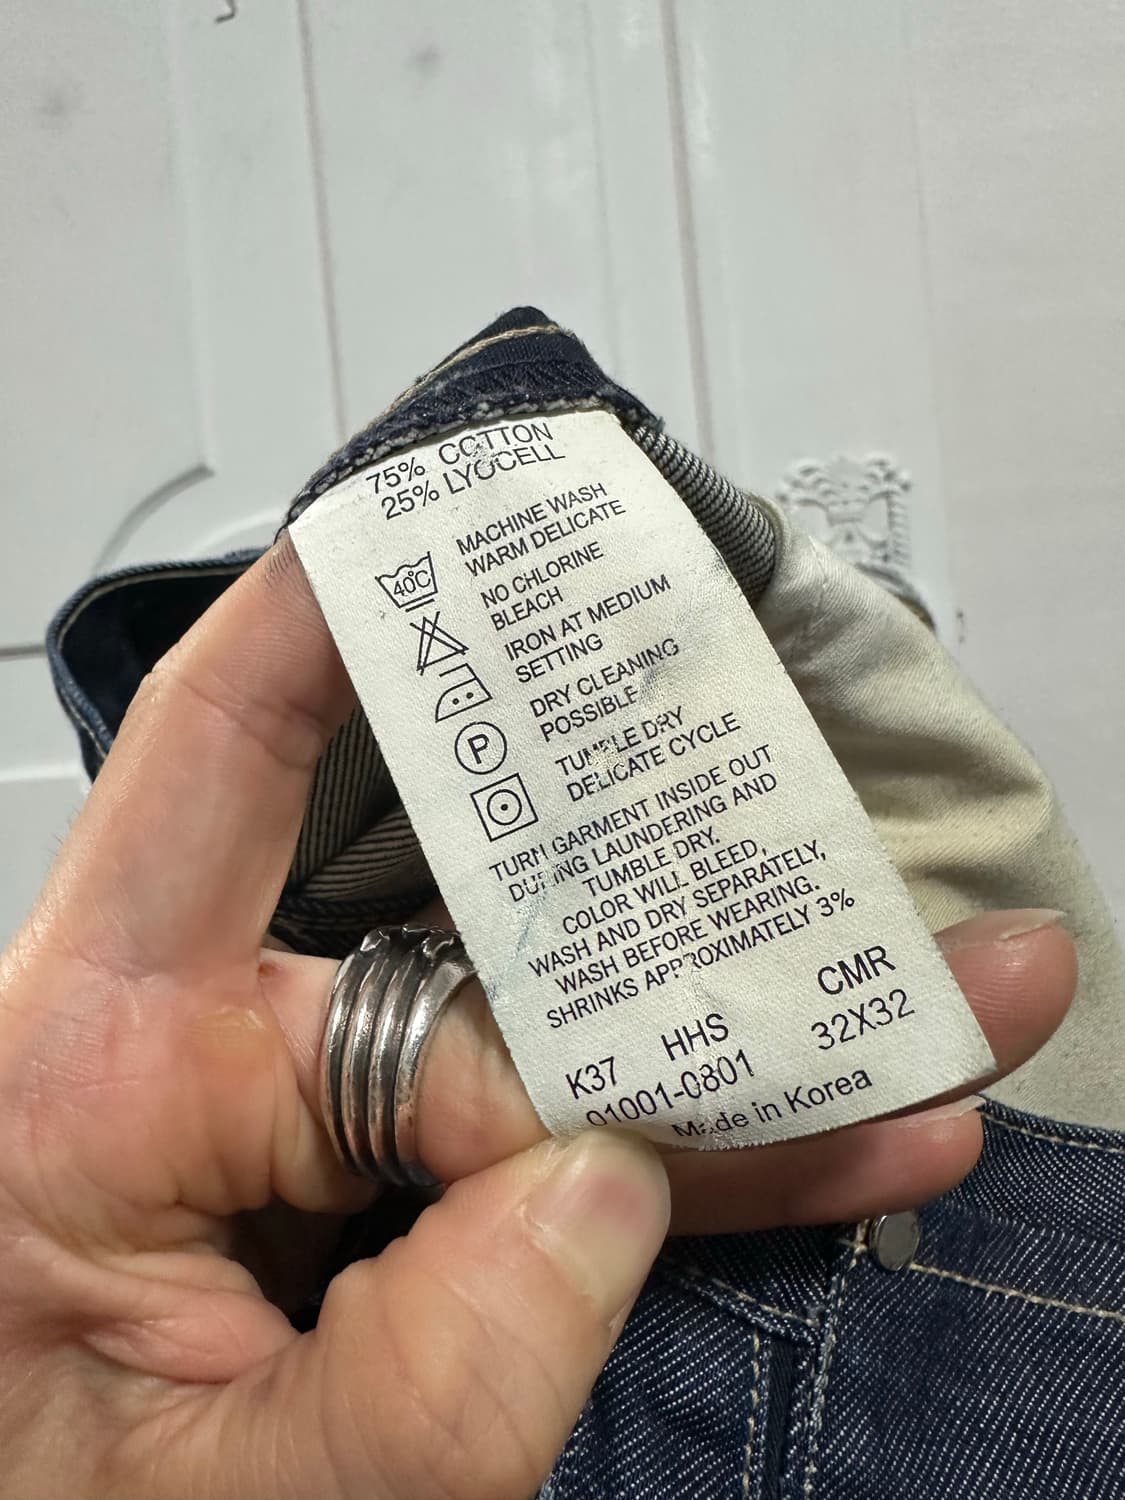 75% COTTON
25% LYOCELL
40°C
MACHINE WASH
WARM DELICATE
NO CHLORINE
BLEACH
IRON AT MEDIUM
SETTING
P
DRY CLEANING
POSSIBLE
TUMBLE DRY
DELICATE CYCLE
TURN GARMENT INSIDE OUT
DURING LAUNDERING AND
TUMBLE DRY.
COLOR WILL BLEED,
WASH AND DRY SEPARATELY,
WASH BEFORE WEARING.
SHRINKS APPROXIMATELY 3%
CMR
K37 HHS 32X32
01001-0801
Made in Korea